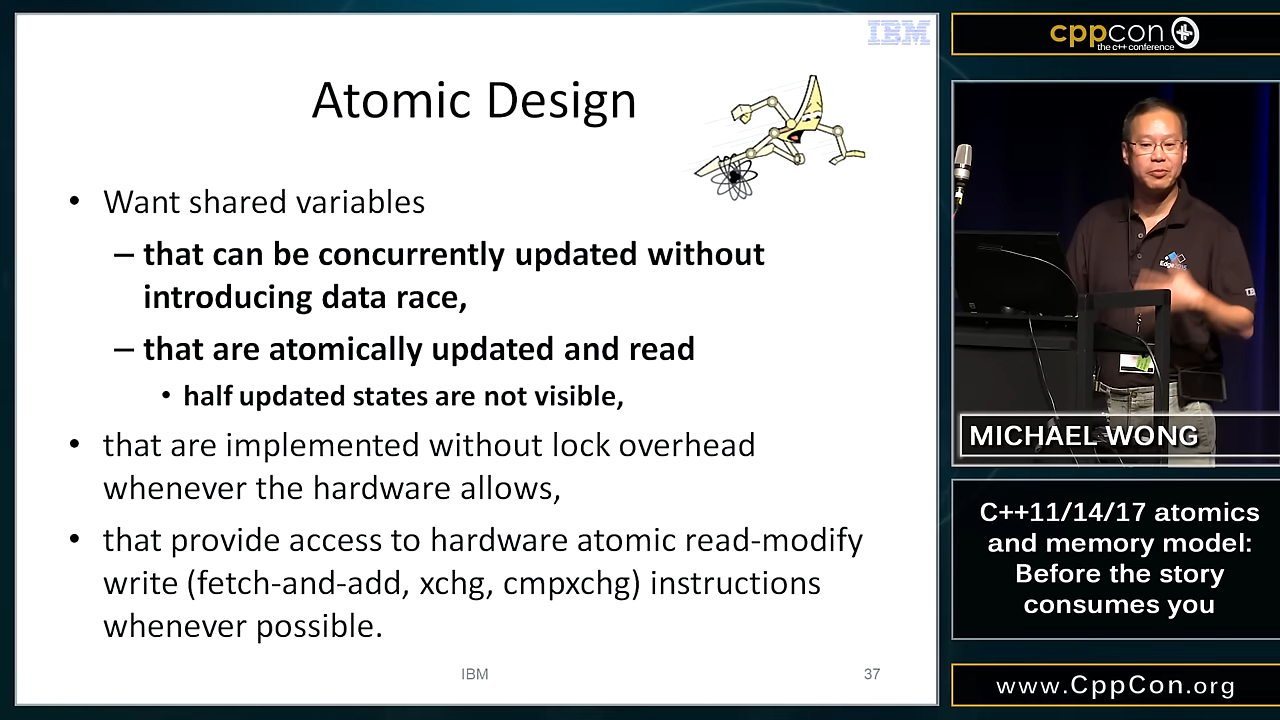 IBM
Atomic Design
• Want shared variables
– that can be concurrently updated without
introducing data race,
– that are atomically updated and read
• half updated states are not visible,
• that are implemented without lock overhead
whenever the hardware allows,
• that provide access to hardware atomic read-modify
write (fetch-and-add, xchg, cmpxchg) instructions
whenever possible.
IBM
37
cppcon
the c++ conference
MICHAEL WONG
C++11/14/17 atomics
and memory model:
Before the story
consumes you
www.CppCon.org